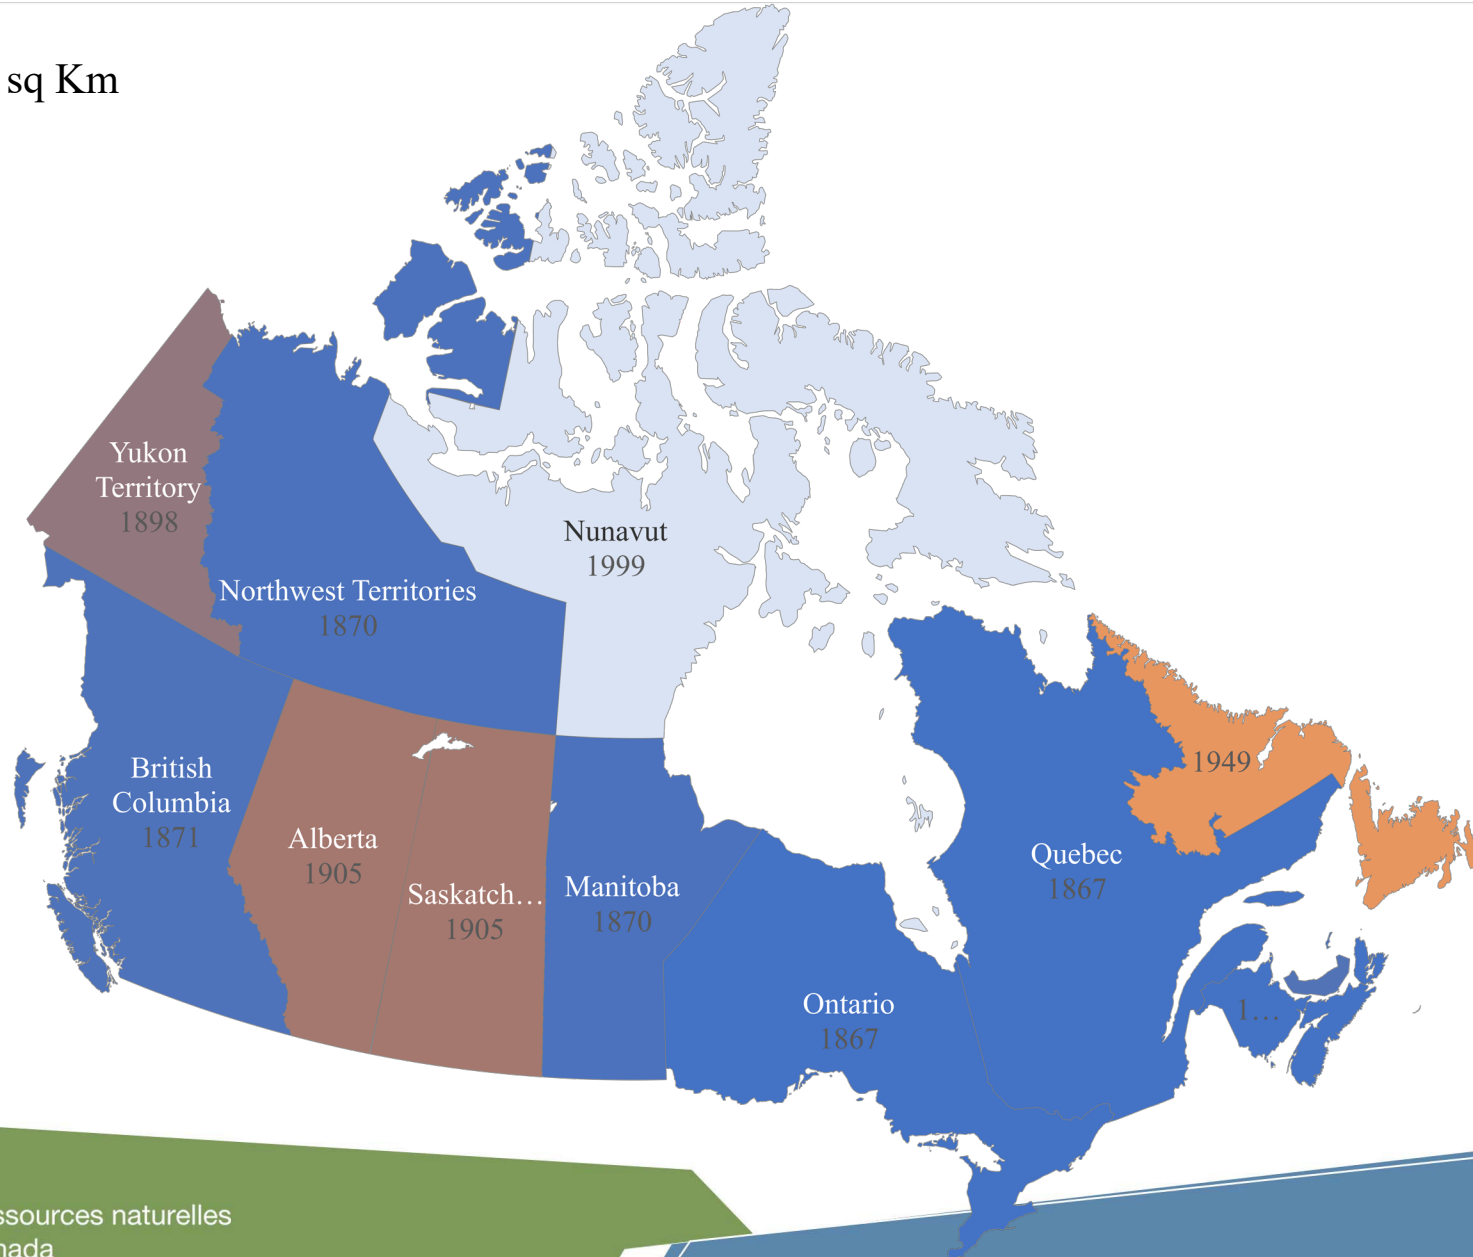 sq Km
Yukon
Territory
1898
Northwest Territories
1870
Nunavut
1999
British
Columbia
1871
Alberta
1905
Saskatch…
1905
Manitoba
1870
Ontario
1867
Quebec
1867
1949
1…
ssources naturelles
nada